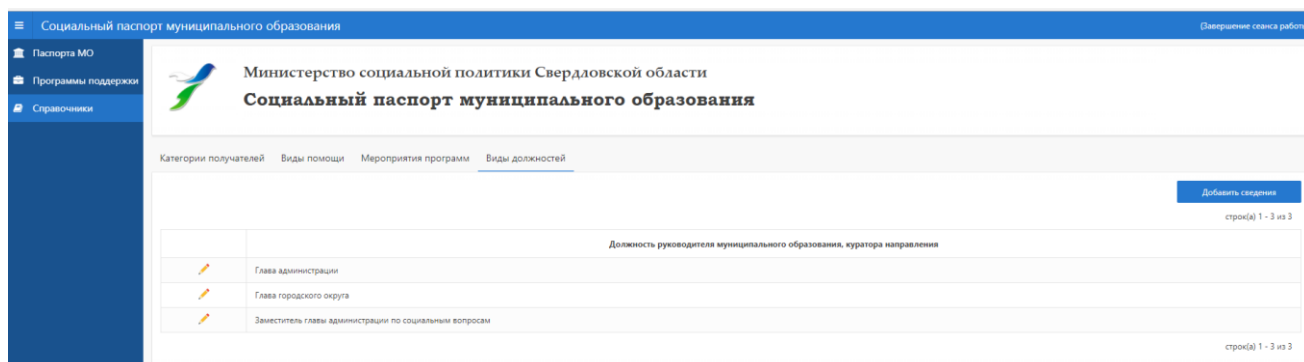 Социальный паспорт муниципального образования
(Завершение сеанса работ
Паспорта МО
Программы поддержки
Справочники
Министерство социальной политики Свердловской области
Социальный паспорт муниципального образования
Категории получателей Виды помощи Мероприятия программ Виды должностей
Добавить сведения
строк(а) 1 - 3 из 3
Должность руководителя муниципального образования, куратора направления
Глава администрации
Глава городского округа
Заместитель главы администрации по социальным вопросам
строк(а) 1 - 3 из 3